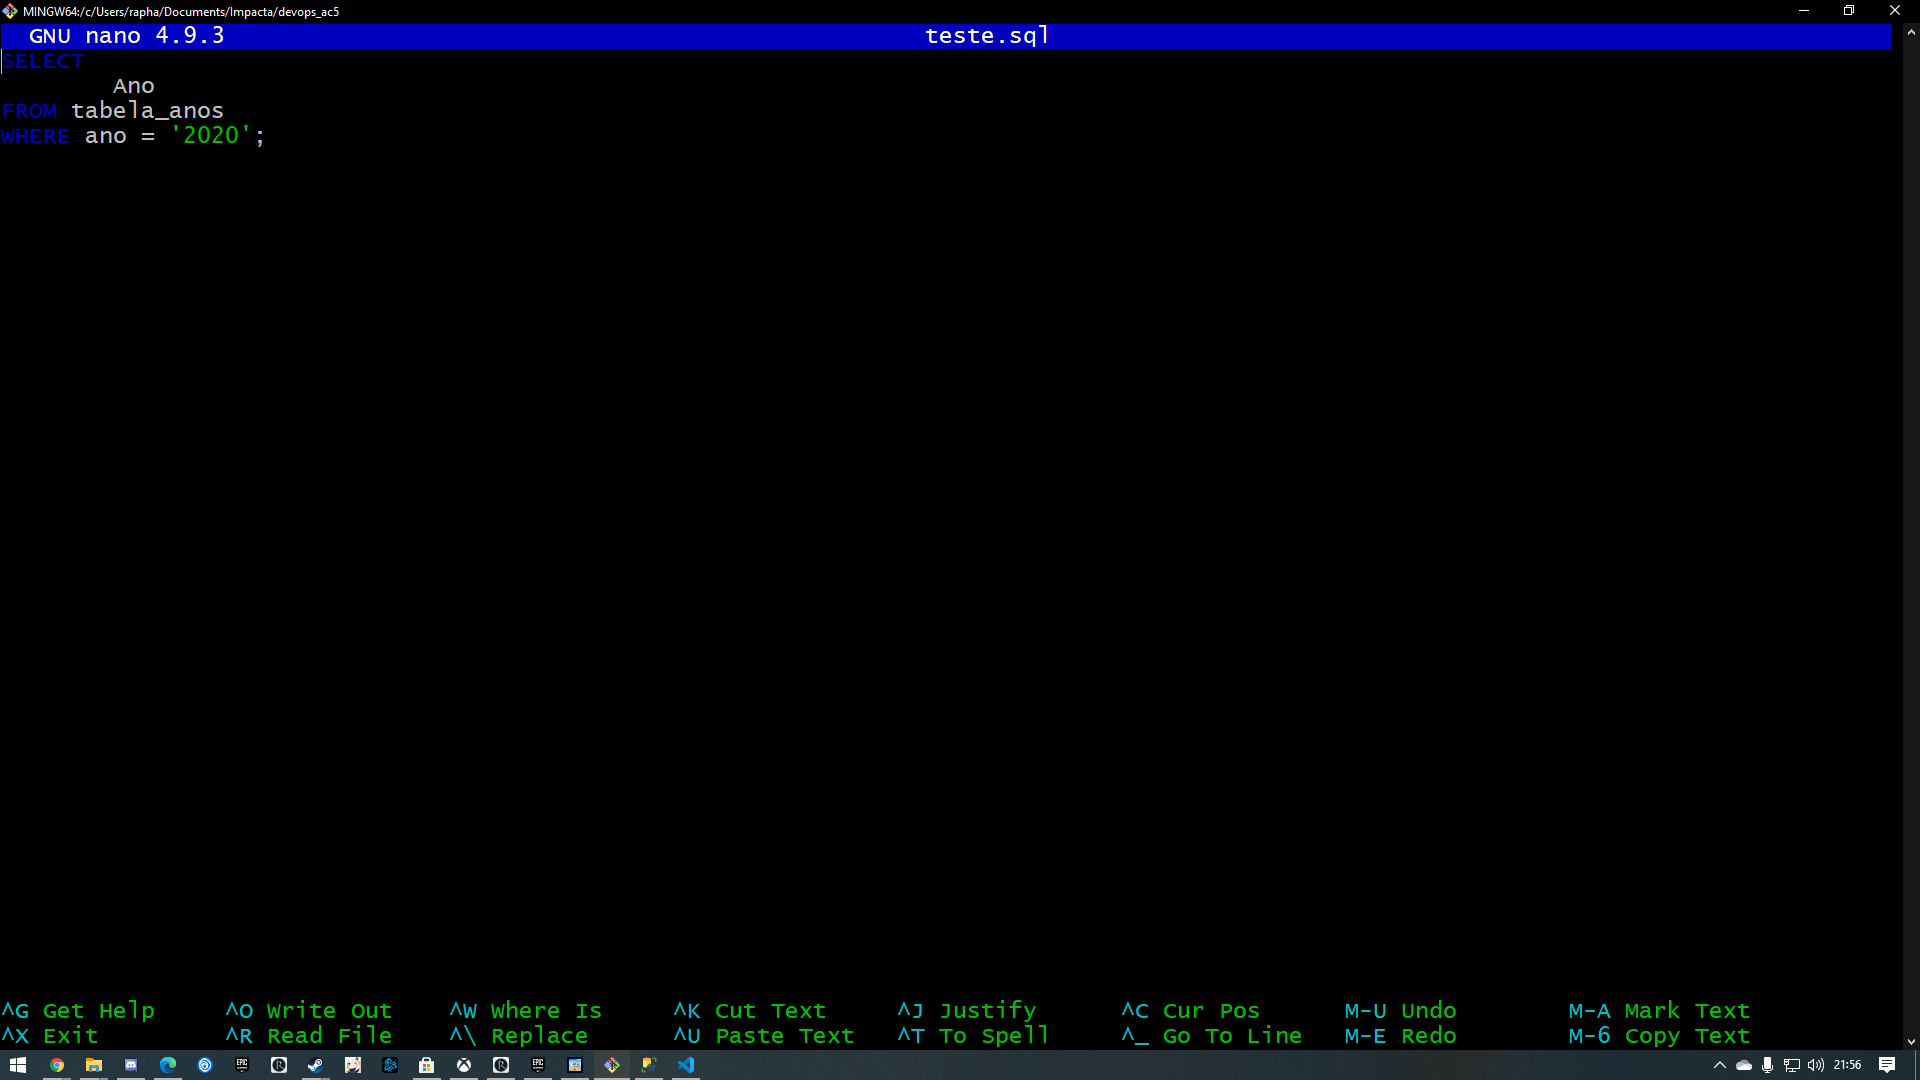 MINGW64:/c/Users/rapha/Documents/Impacta/devops_ac5
GNU nano 4.9.3 teste.sql
SELECT
Ano
FROM tabela_anos
WHERE ano = '2020';
^G Get Help ^O Write Out ^W Where Is ^K Cut Text ^J Justify ^C Cur Pos M-U Undo M-A Mark Text
^X Exit ^R Read File ^\ Replace ^U Paste Text ^T To Spell ^_ Go To Line M-E Redo M-6 Copy Text
EPIC EPIC 21:56